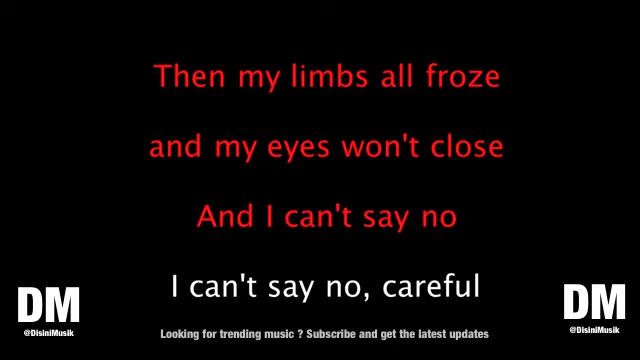 Then my limbs all froze
and my eyes won't close
And I can't say no
I can't say no, careful
DM
@DisiniMusik
DM
@DisiniMusik
Looking for trending music ? Subscribe and get the latest updates